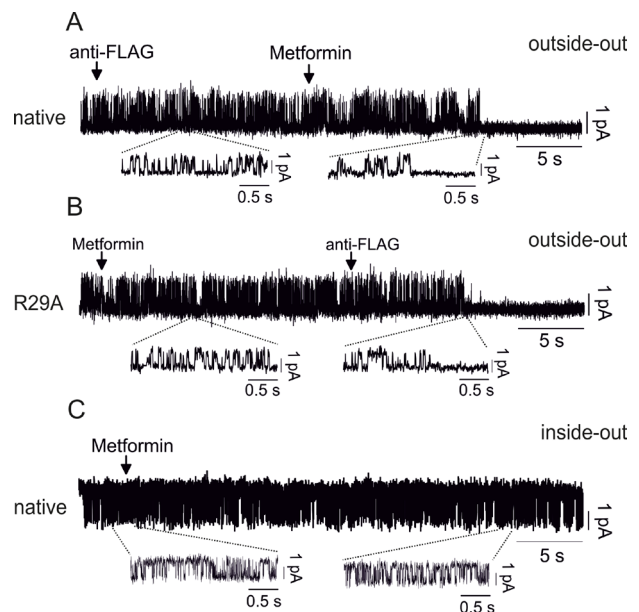 A
outside-out
anti-FLAG
Metformin
native
1 pA
5 s
1 pA
1 pA
0.5 s
0.5 s
B
outside-out
Metformin
anti-FLAG
R29A
1 pA
5 s
1 pA
1 pA
0.5 s
0.5 s
C
inside-out
Metformin
native
1 pA
5 s
1 pA
1 pA
0.5 s
0.5 s